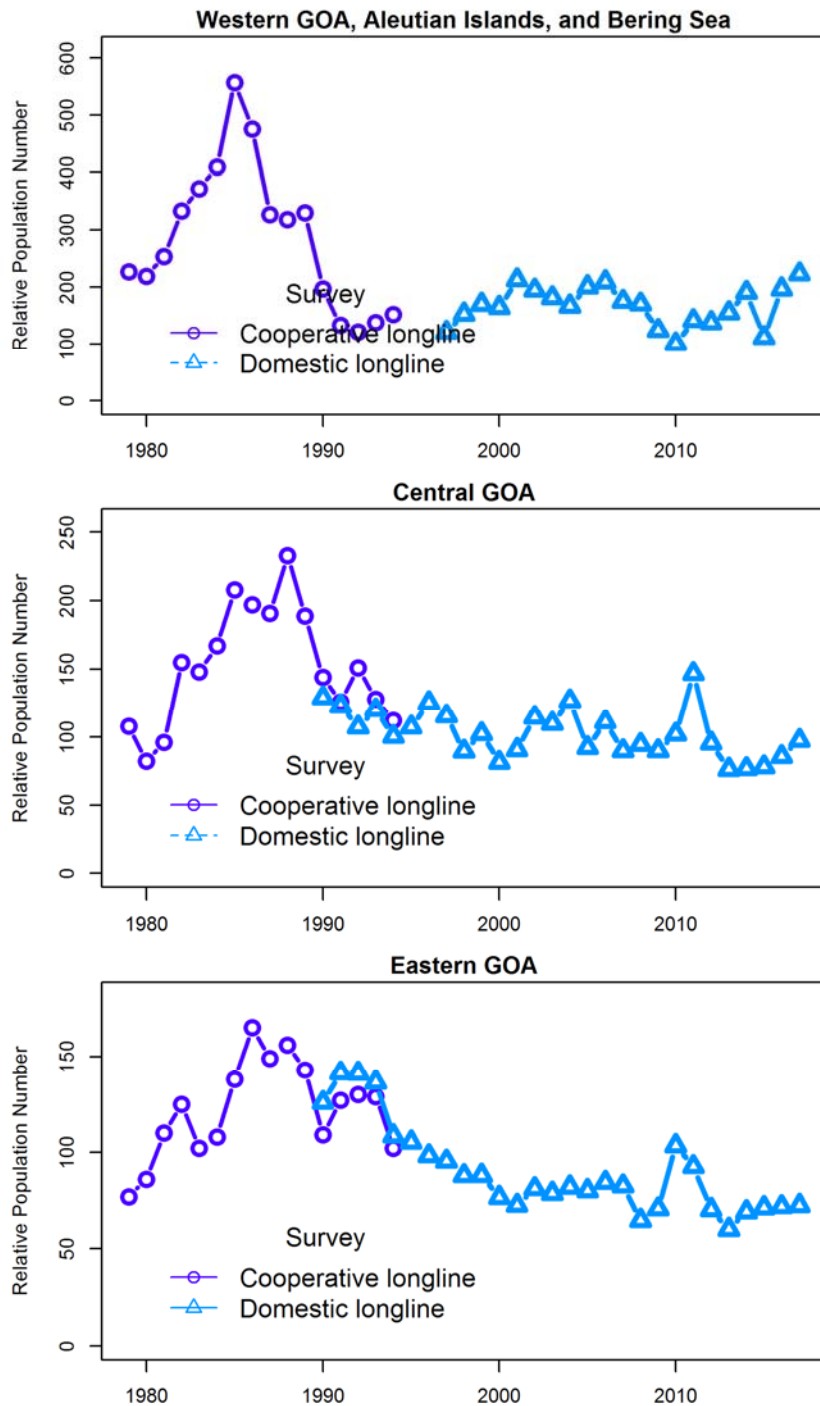 Western GOA, Aleutian Islands, and Bering Sea
Relative Population Number
600
500
400
300
200
100
0
Survey
Cooperative longline
Domestic longline
1980
1990
2000
2010
Central GOA
250
200
150
100
50
0
Survey
Cooperative longline
Domestic longline
1980
1990
2000
2010
Eastern GOA
Relative Population Number
150
100
50
0
Survey
Cooperative longline
Domestic longline
1980
1990
2000
2010